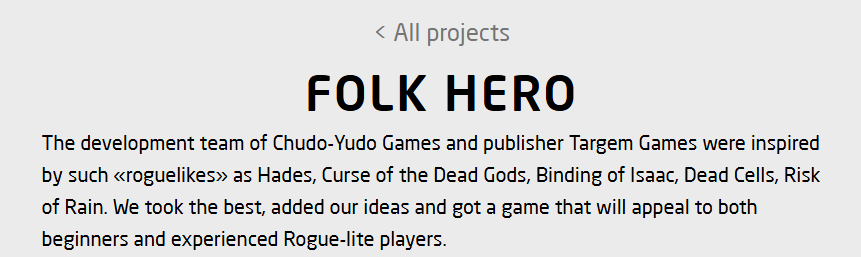 < All projects
FOLK HERO
The development team of Chudo-Yudo Games and publisher Targem Games were inspired
by such «roguelikes» as Hades, Curse of the Dead Gods, Binding of Isaac, Dead Cells, Risk
of Rain. We took the best, added our ideas and got a game that will appeal to both
beginners and experienced Rogue-lite players.